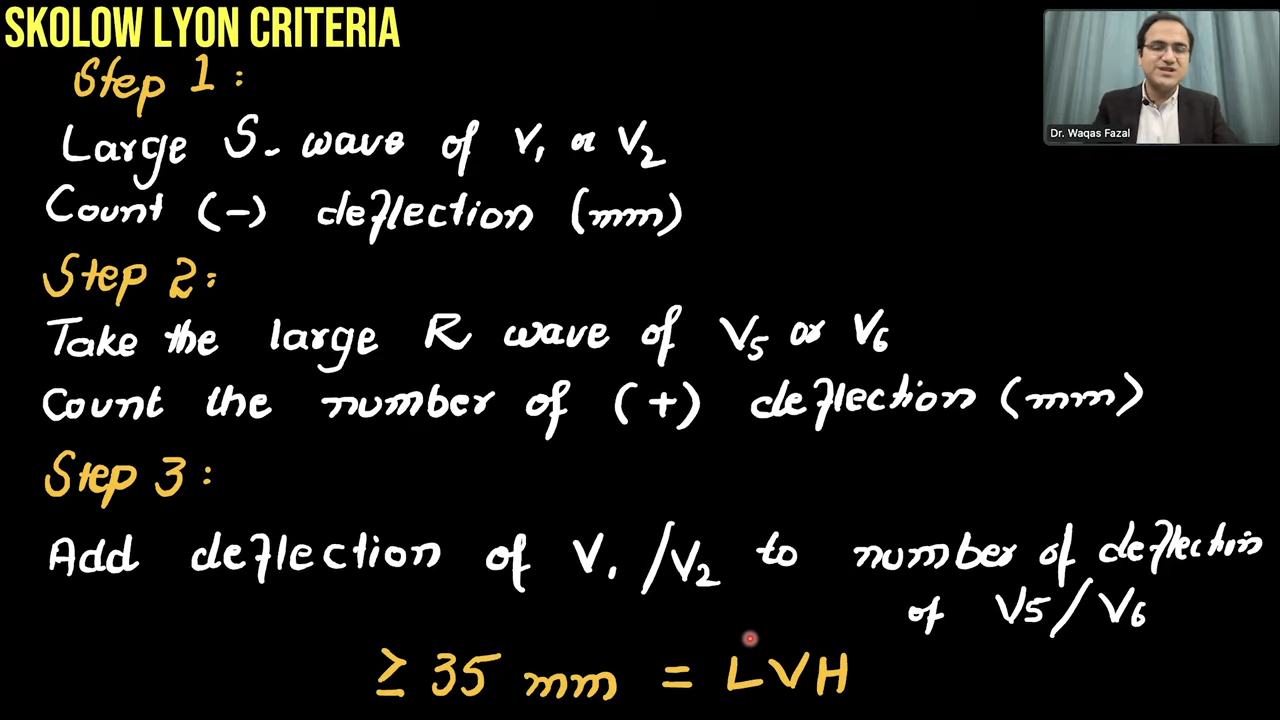 SKOLOW LYON CRITERIA
Dr. Waqas Fazal
Step 1:
Large S-wave of V1 or V2
Count (-) deflection (mm)
Step 2:
Take the large R wave of V5 or V6
Count the number of (+) deflection (mm)
Step 3:
Add deflection of V1/V2 to number of deflection
of V5/V6
≥ 35 mm = LVH